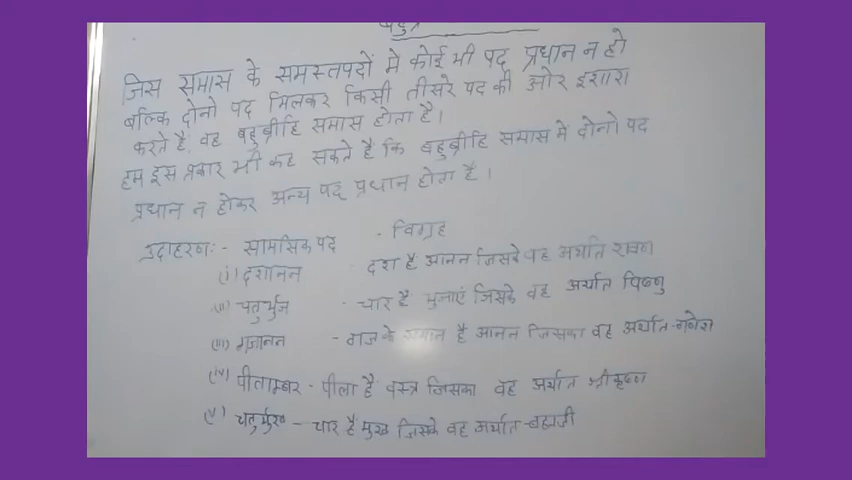 जिस समास के समस्तपदों मे कोई भी पद प्रधान न हो
बल्कि दोनो पद मिलकर किसी तीसरे पद की ओर इशारा
करते है, वह बहुब्रीहि समास होता है।
हम इस प्रकार भी कह सकते है कि बहुब्रीहि समास मे दोनो पद
प्रधान न होकर अन्य पद प्रधान होता है।
उदाहरण:- सामासिक पद - विग्रह
(i) दशानन दश है आनन जिसके वह अर्थात रावण
(ii) चतुर्भुज - चार है भुजाएं जिसके वह अर्थात विष्णु
(iii) गजानन - गज के समान है आनन जिसका वह अर्थात-गणेश
(iv) पीताम्बर - पीला है वस्त्र जिसका वह अर्थात श्रीकृष्ण
(v) चतुर्मुख - चार है मुख जिसके वह अर्थात-ब्रह्माजी